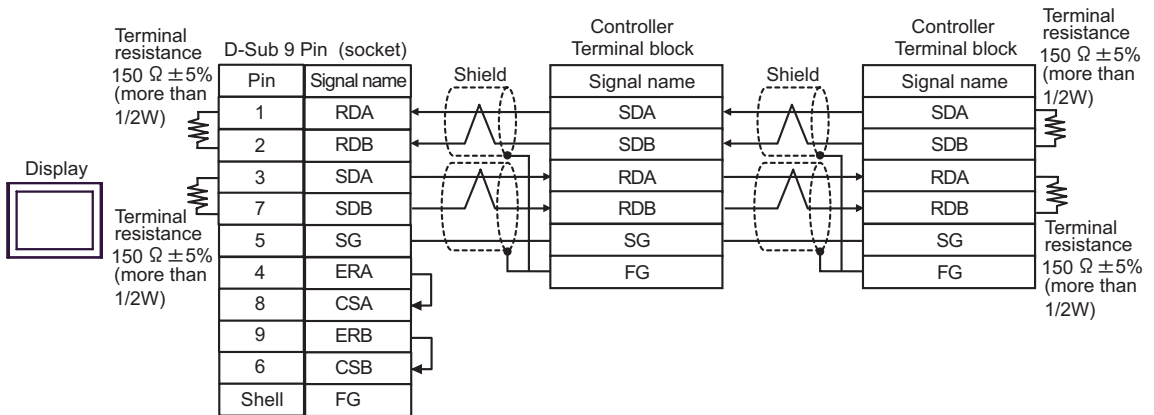 Terminal
resistance
150 Ω ±5%
(more than
1/2W)
Display
Terminal
resistance
150 Ω ±5%
(more than
1/2W)
D-Sub 9 Pin (socket)
Pin Signal name
1 RDA
2 RDB
3 SDA
7 SDB
5 SG
4 ERA
8 CSA
9 ERB
6 CSB
Shell FG
Shield
Controller
Terminal block
Signal name
SDA
SDB
RDA
RDB
SG
FG
Shield
Controller
Terminal block
Signal name
SDA
SDB
RDA
RDB
SG
FG
Terminal
resistance
150 Ω ±5%
(more than
1/2W)
Terminal
resistance
150 Ω ±5%
(more than
1/2W)